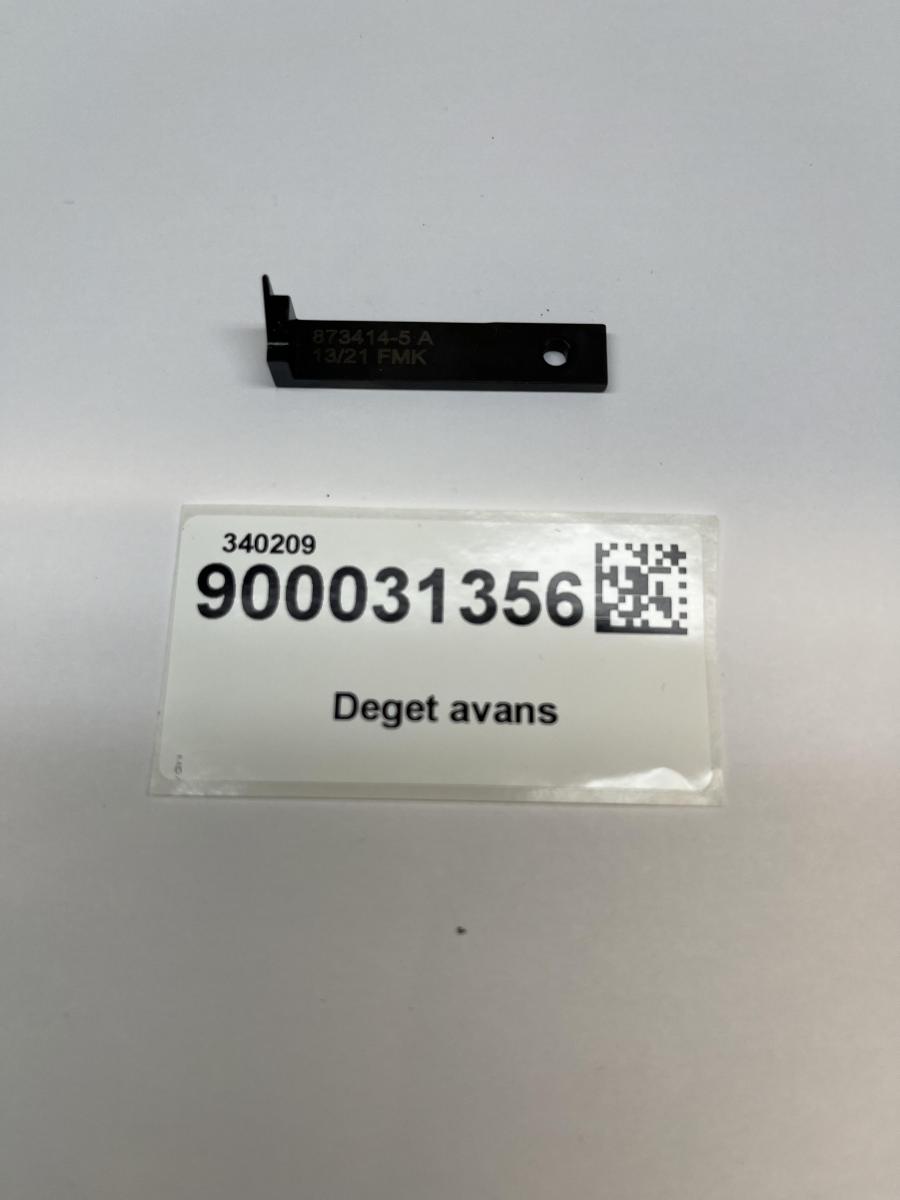 873414-5 A
13/21 FMK
340209
900031356
Deget avans